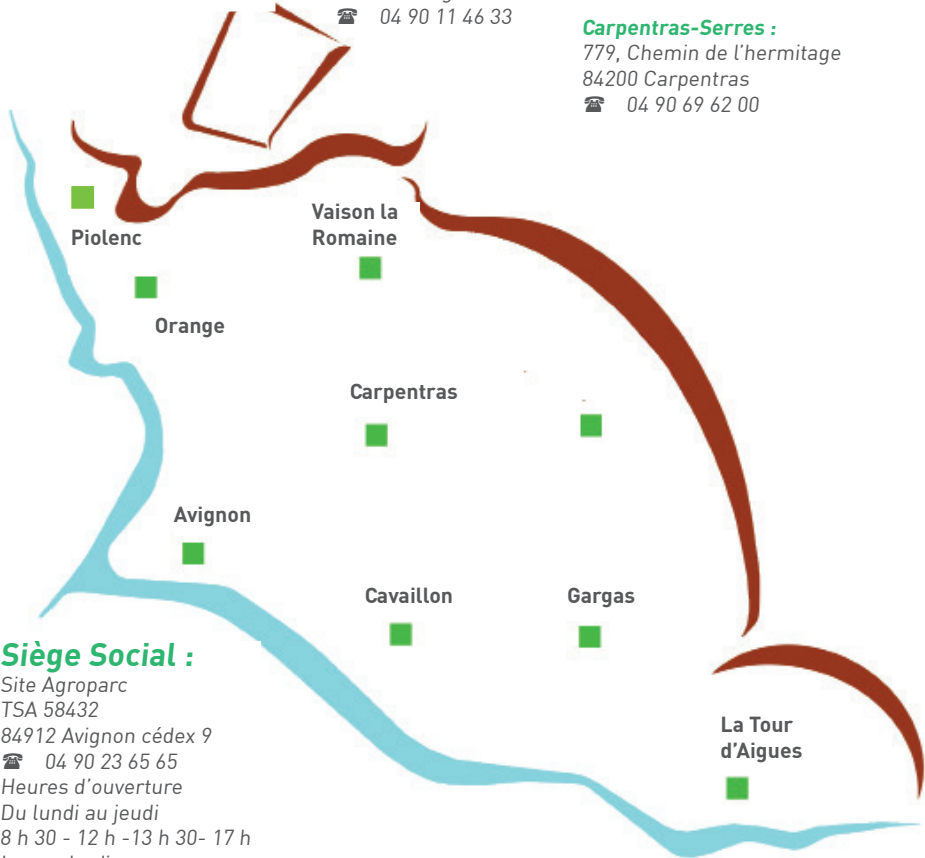 04 90 11 46 33
Carpentras-Serres :
779, Chemin de l'hermitage
84200 Carpentras
☎ 04 90 69 62 00
Piolenc
Vaison la
Romaine
Orange
Carpentras
Avignon
Cavaillon
Gargas
La Tour
d'Aigues
Siège Social :
Site Agroparc
TSA 58432
84912 Avignon cédex 9
☎ 04 90 23 65 65
Heures d'ouverture
Du lundi au jeudi
8 h 30 - 12 h -13 h 30- 17 h